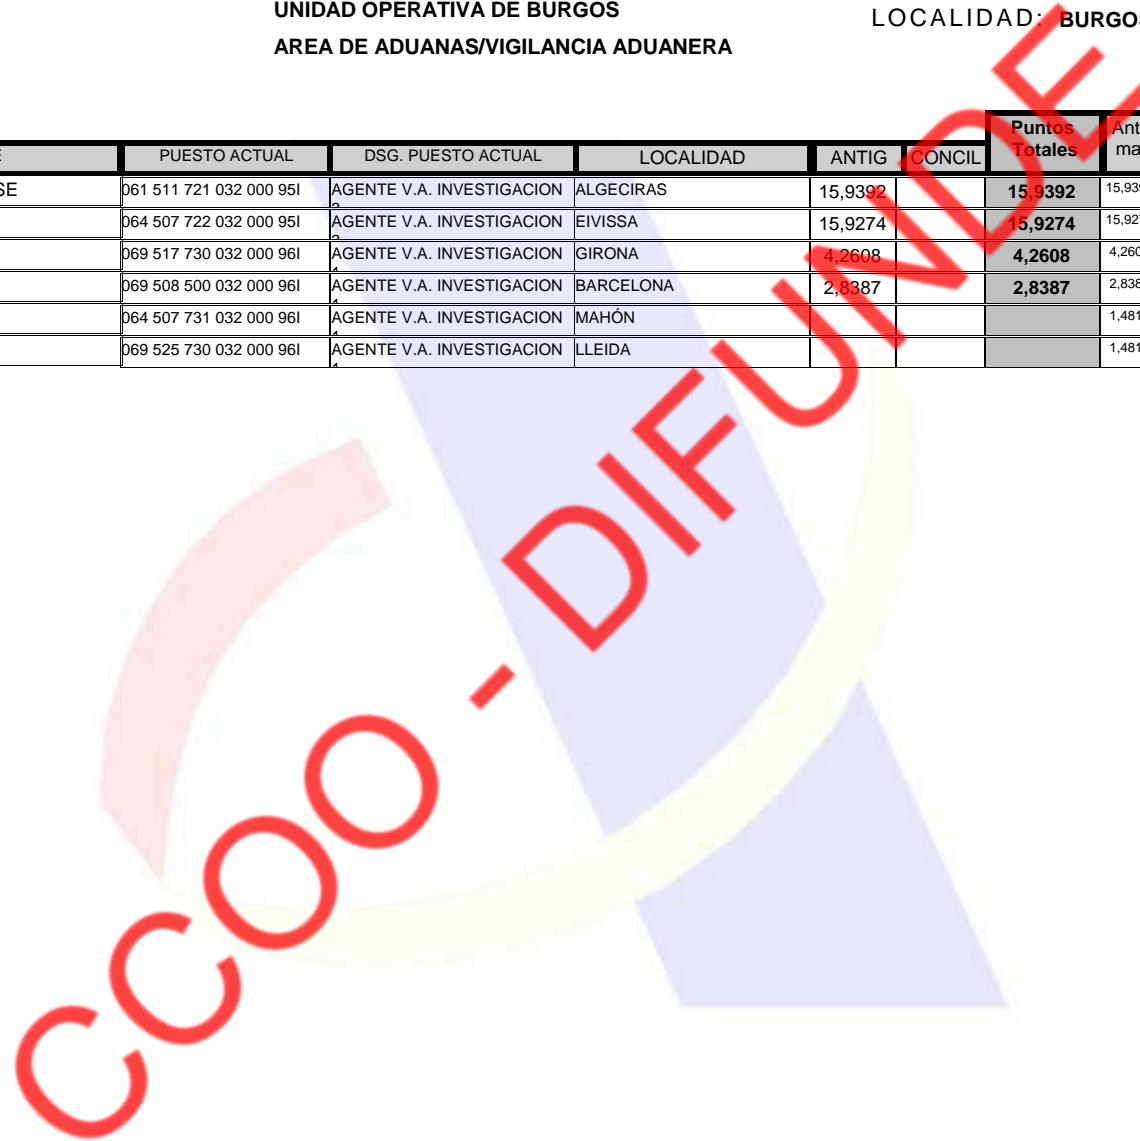 UNIDAD OPERATIVA DE BURGOS
LOCALIDAD: BURGOS
AREA DE ADUANAS/VIGILANCIA ADUANERA
PUESTO ACTUAL DSG. PUESTO ACTUAL LOCALIDAD ANTIG CONCIL Puntos Totales
061 511 721 032 000 95I AGENTE V.A. INVESTIGACION ALGECIRAS 15,9392 15,9392
064 507 722 032 000 95I AGENTE V.A. INVESTIGACION EIVISSA 15,9274 15,9274
069 517 730 032 000 96I AGENTE V.A. INVESTIGACION GIRONA 4,2608 4,2608
069 508 500 032 000 96I AGENTE V.A. INVESTIGACION BARCELONA 2,8387 2,8387
064 507 731 032 000 96I AGENTE V.A. INVESTIGACION MAHÓN 1,481
069 525 730 032 000 96I AGENTE V.A. INVESTIGACION LLEIDA 1,481
CCOO - DIFUNDE